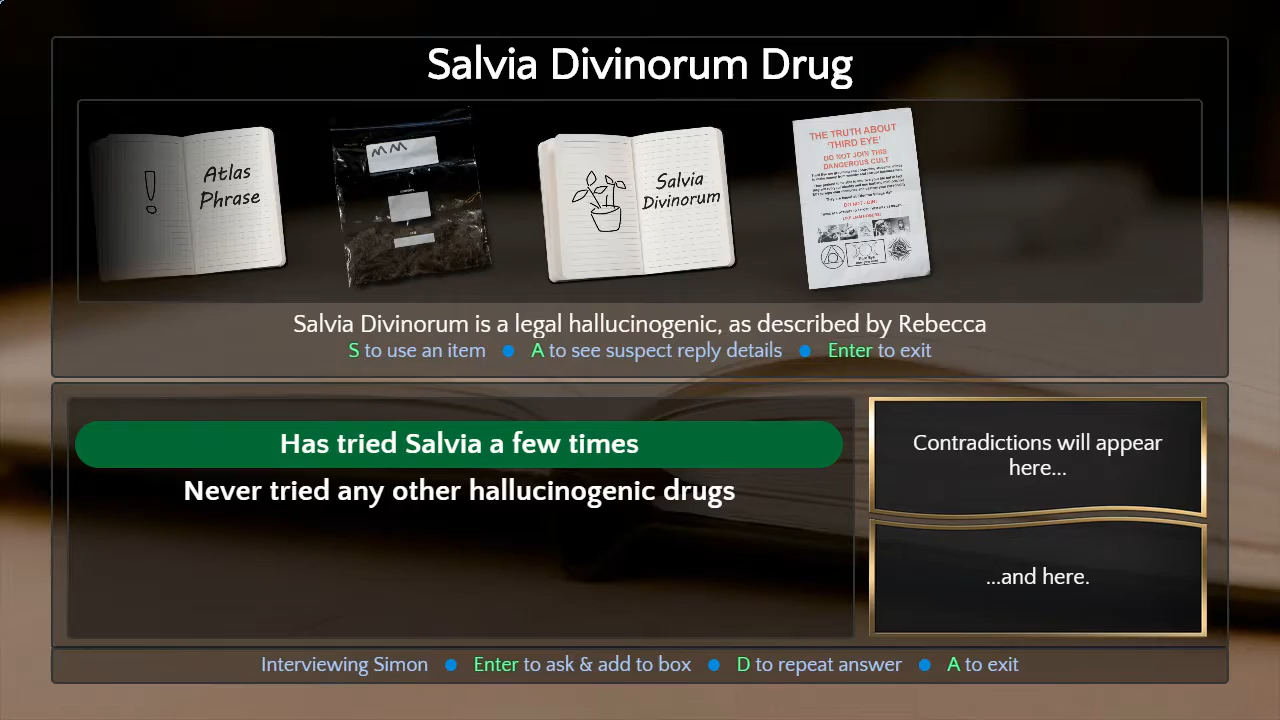 Salvia Divinorum Drug
Atlas
Phrase
MM
Salvia
Divinorum
THE TRUTH ABOUT
'THIRD EYE'
DO NOT JOIN THIS
DANGEROUS CULT
Salvia Divinorum is a legal hallucinogenic, as described by Rebecca
S to use an item
A to see suspect reply details
Enter to exit
Has tried Salvia a few times
Never tried any other hallucinogenic drugs
Contradictions will appear
here...
...and here.
Interviewing Simon
Enter to ask & add to box
D to repeat answer
A to exit